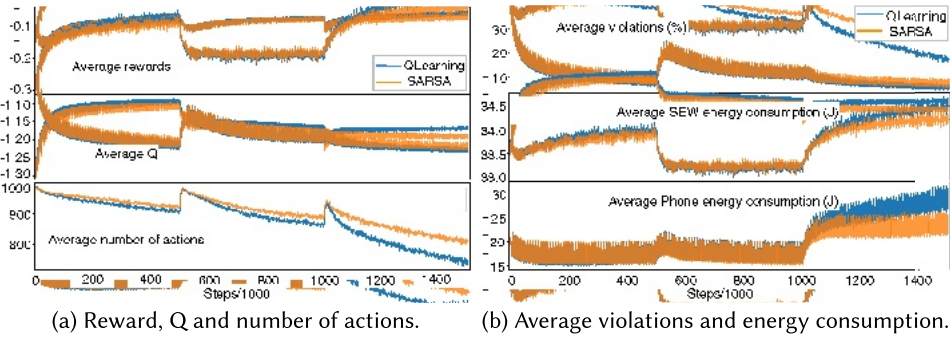 -0.1
-0.2
-0.3
Average rewards
QLearning
SARSA
-1.10
-1.15
-1.20
-1.25
-1.30
Average Q
1000
900
800
Average number of actions
0 200 400 600 800 1000 1200 1400
Steps/1000
(a) Reward, Q and number of actions.
30
10
Average violations (%)
QLearning
SARSA
34.5
34.0
33.5
33.0
Average SEW energy consumption (J)
30
25
20
15
Average Phone energy consumption (J)
0 200 400 600 800 1000 1200 1400
Steps/1000
(b) Average violations and energy consumption.